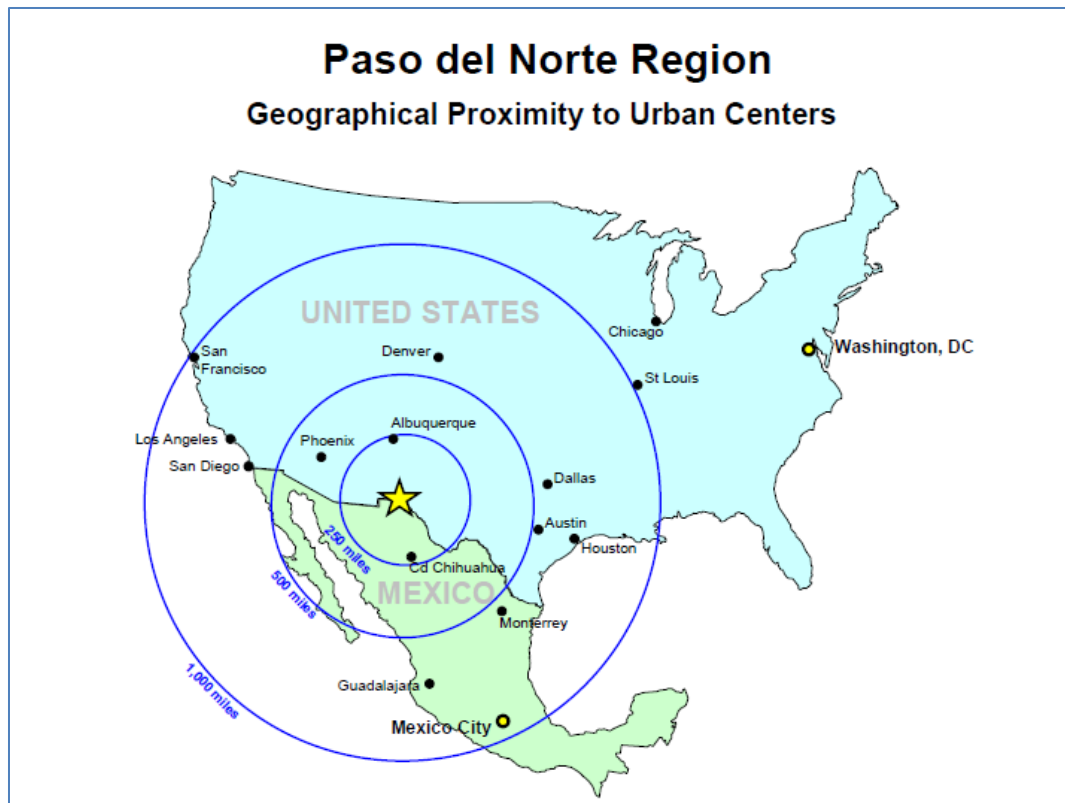 Paso del Norte Region
Geographical Proximity to Urban Centers
UNITED STATES
Chicago
Washington, DC
San
Francisco
Denver
St Louis
Albuquerque
Los Angeles
Phoenix
San Diego
Dallas
Austin
Houston
250 miles
Cd Chihuahua
500 miles
MEXICO
Monterrey
1,000 miles
Guadalajara
Mexico City